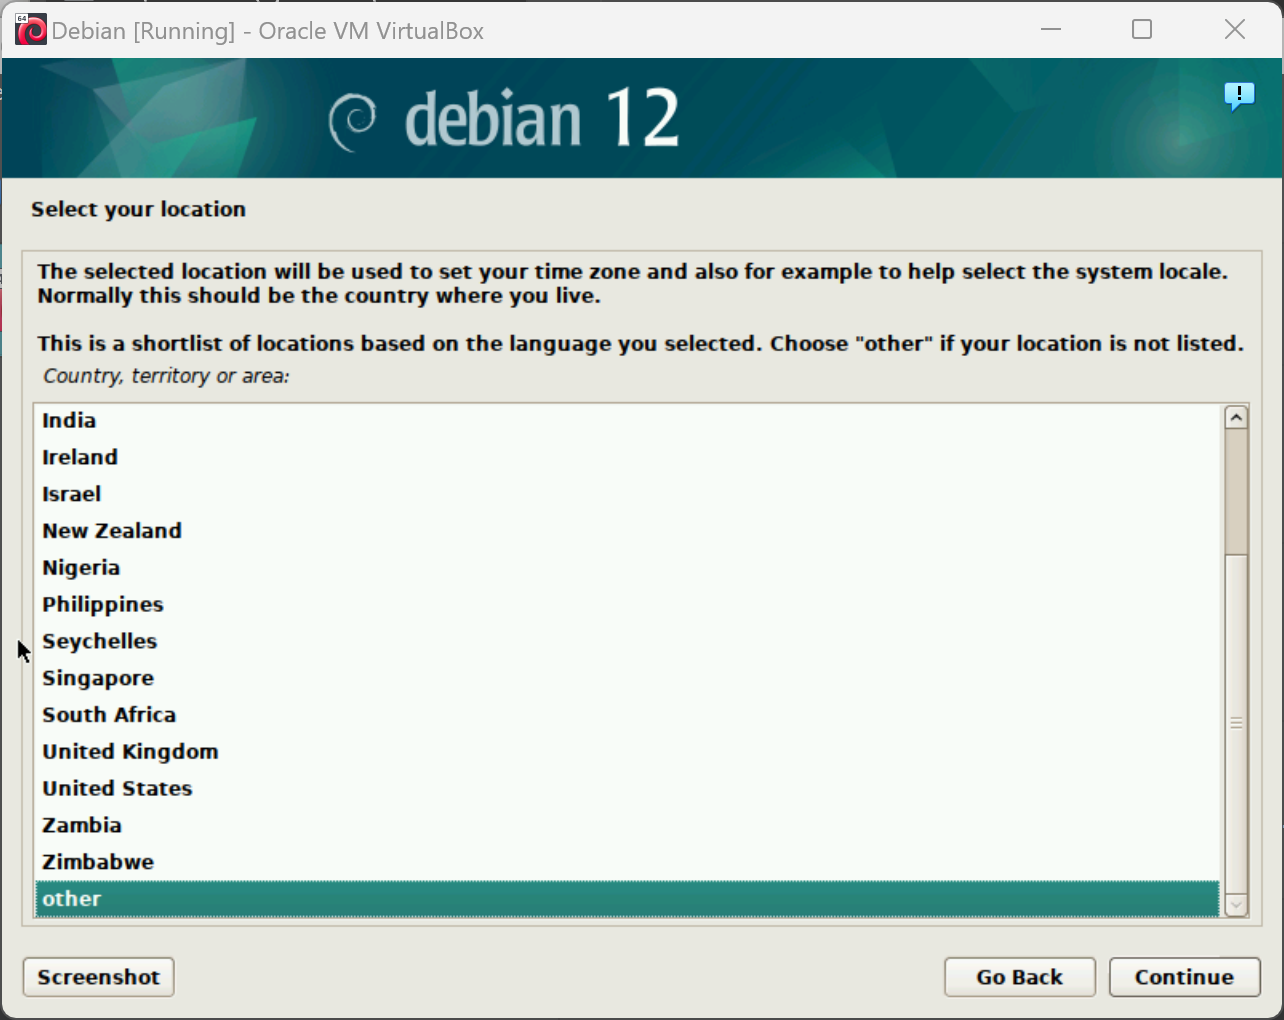 64
Debian [Running] - Oracle VM VirtualBox
debian 12
!
Select your location
The selected location will be used to set your time zone and also for example to help select the system locale.
Normally this should be the country where you live.
This is a shortlist of locations based on the language you selected. Choose "other" if your location is not listed.
Country, territory or area:
India
Ireland
Israel
New Zealand
Nigeria
Philippines
Seychelles
Singapore
South Africa
United Kingdom
United States
Zambia
Zimbabwe
other
Screenshot
Go Back
Continue